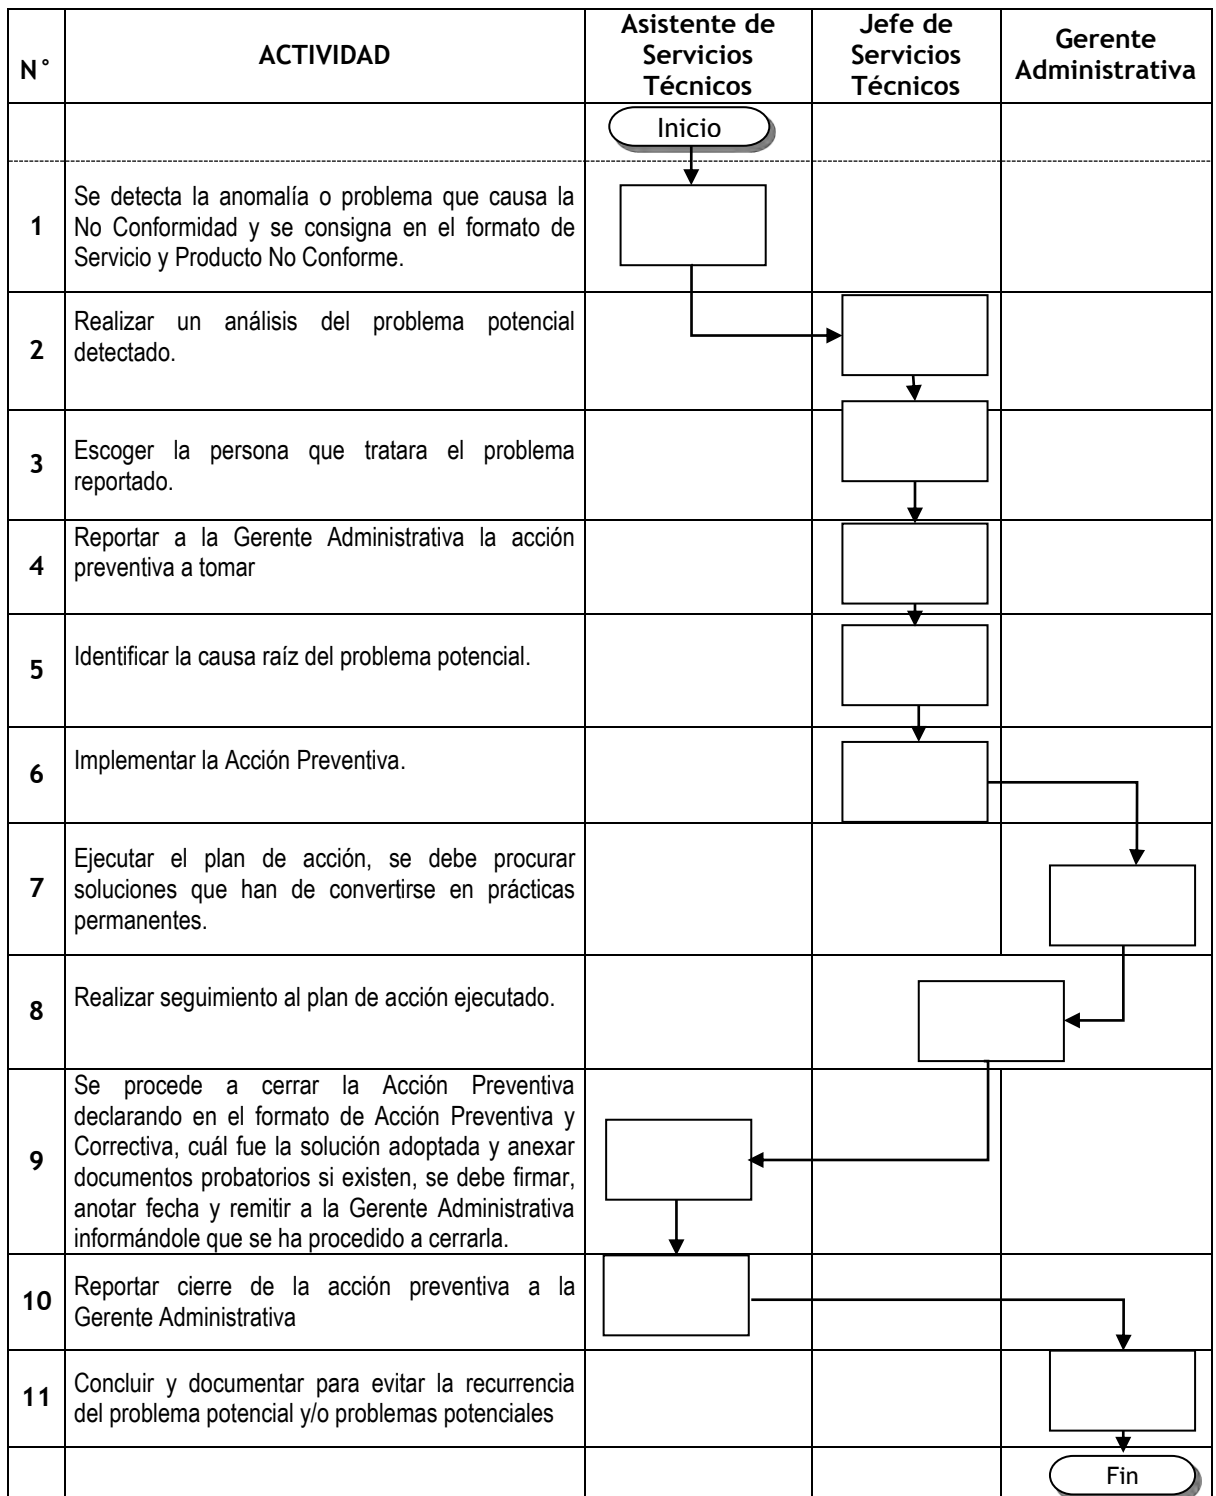 N°
ACTIVIDAD
Asistente de
Servicios
Técnicos
Jefe de
Servicios
Técnicos
Gerente
Administrativa
Inicio
1
Se detecta la anomalía o problema que causa la
No Conformidad y se consigna en el formato de
Servicio y Producto No Conforme.
2
Realizar un análisis del problema potencial
detectado.
3
Escoger la persona que tratara el problema
reportado.
4
Reportar a la Gerente Administrativa la acción
preventiva a tomar
5
Identificar la causa raíz del problema potencial.
6
Implementar la Acción Preventiva.
7
Ejecutar el plan de acción, se debe procurar
soluciones que han de convertirse en prácticas
permanentes.
8
Realizar seguimiento al plan de acción ejecutado.
9
Se procede a cerrar la Acción Preventiva
declarando en el formato de Acción Preventiva y
Correctiva, cuál fue la solución adoptada y anexar
documentos probatorios si existen, se debe firmar,
anotar fecha y remitir a la Gerente Administrativa
informándole que se ha procedido a cerrarla.
10
Reportar cierre de la acción preventiva a la
Gerente Administrativa
11
Concluir y documentar para evitar la recurrencia
del problema potencial y/o problemas potenciales
Fin